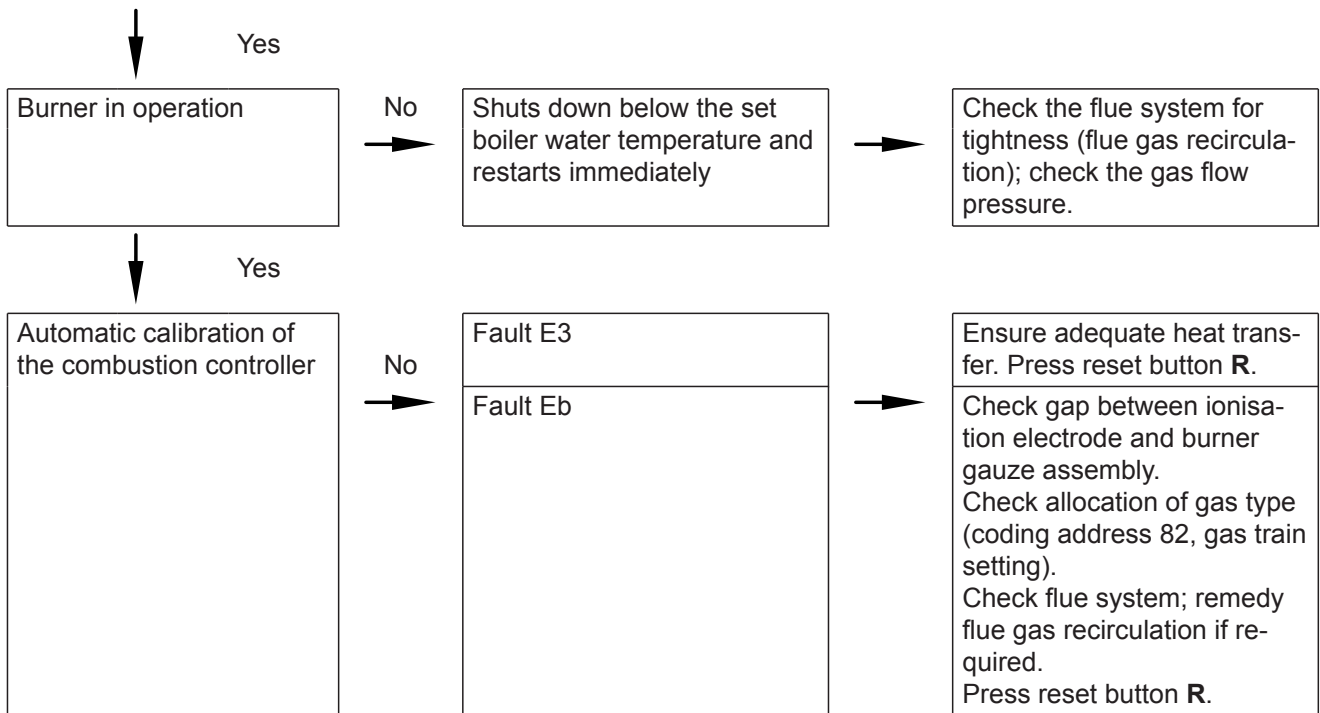 Yes
Burner in operation
No
Shuts down below the set
boiler water temperature and
restarts immediately
Check the flue system for
tightness (flue gas recircula-
tion); check the gas flow
pressure.
Yes
Automatic calibration of
the combustion controller
No
Fault E3
Ensure adequate heat trans-
fer. Press reset button R.
Fault Eb
Check gap between ionisa-
tion electrode and burner
gauze assembly.
Check allocation of gas type
(coding address 82, gas train
setting).
Check flue system; remedy
flue gas recirculation if re-
quired.
Press reset button R.